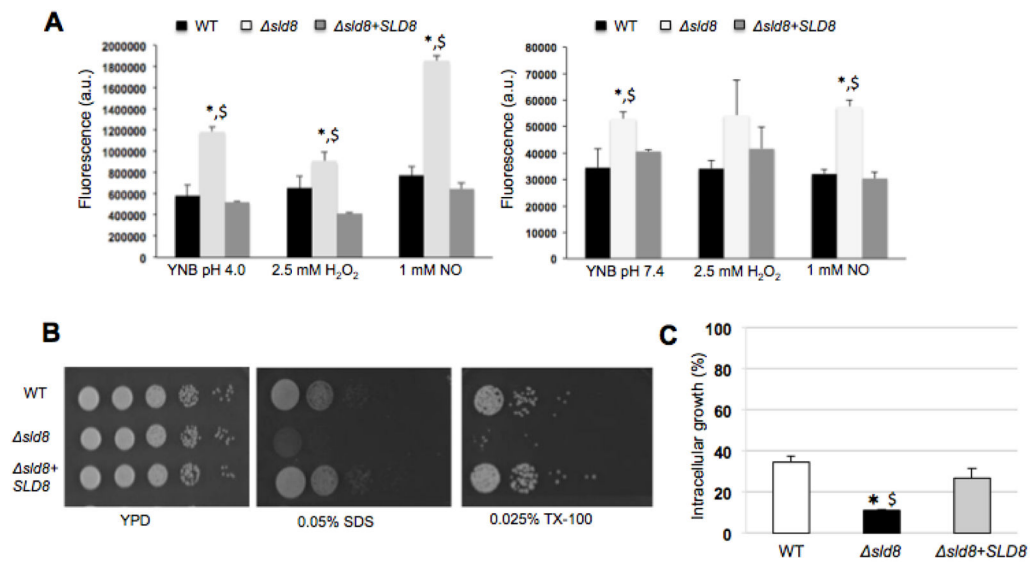 A
WT Δsld8 Δsld8+SLD8
Fluorescence (a.u.)
2000000
1800000
1600000
1400000
1200000
1000000
800000
600000
400000
200000
0
*,$
*,$
*,$
YNB pH 4.0 2.5 mM H₂O₂ 1 mM NO
WT Δsld8 Δsld8+SLD8
Fluorescence (a.u.)
80000
70000
60000
50000
40000
30000
20000
10000
0
*,$
*,$
YNB pH 7.4 2.5 mM H₂O₂ 1 mM NO
B
WT
Δsld8
Δsld8+
SLD8
YPD 0.05% SDS 0.025% TX-100
C
Intracellular growth (%)
100
80
60
40
20
0
* $
WT Δsld8 Δsld8+SLD8